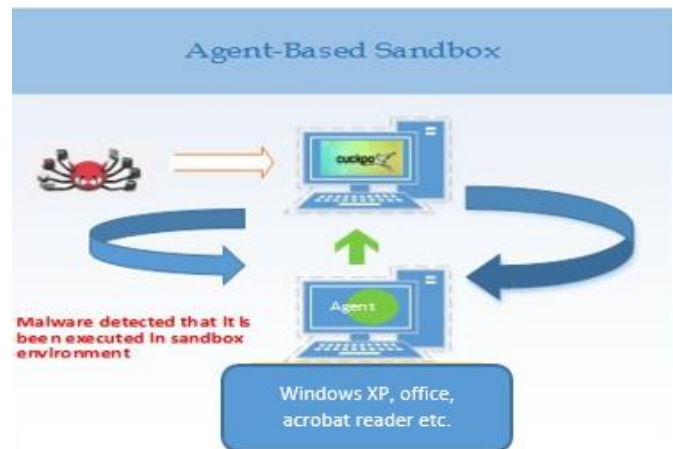 Agent-Based Sandbox
cuckoo
Agent
Malware detected that it is
been executed in sandbox
environment
Windows XP, office,
acrobat reader etc.